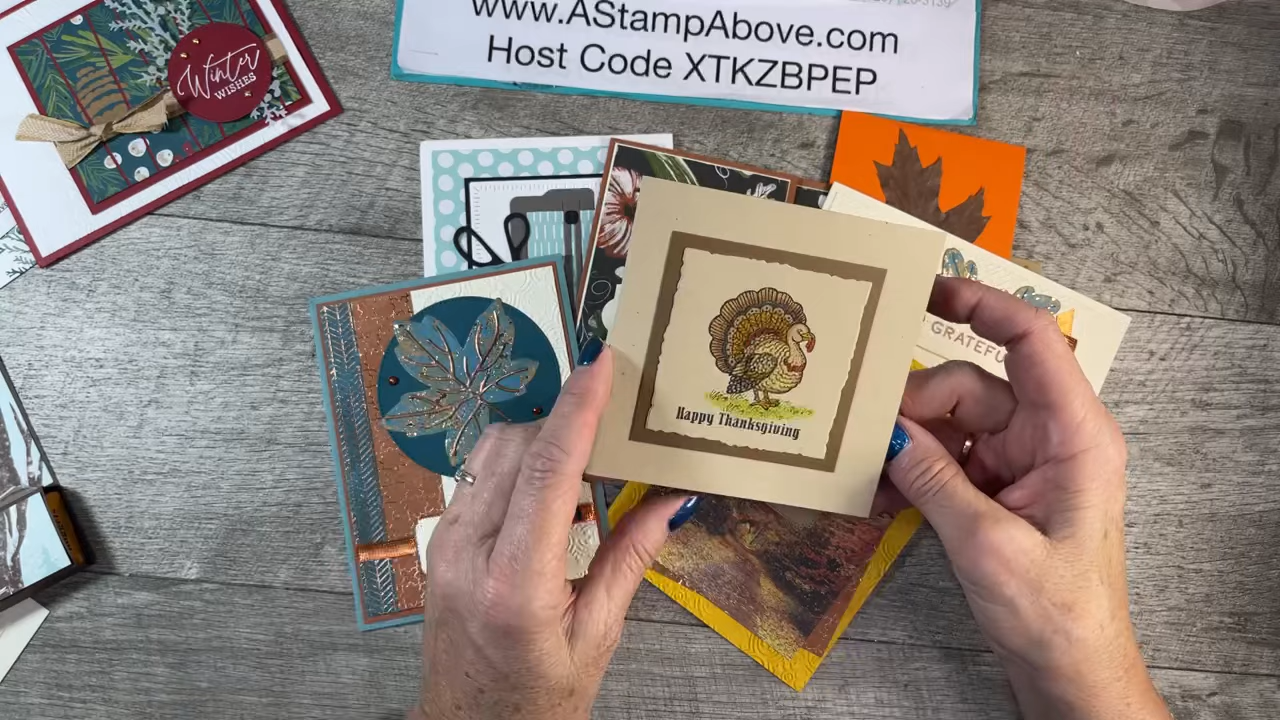 www.AStampAbove.com
Host Code XTKZBPEP
Winter
WISHES
GRATEFU
Happy Thanksgiving